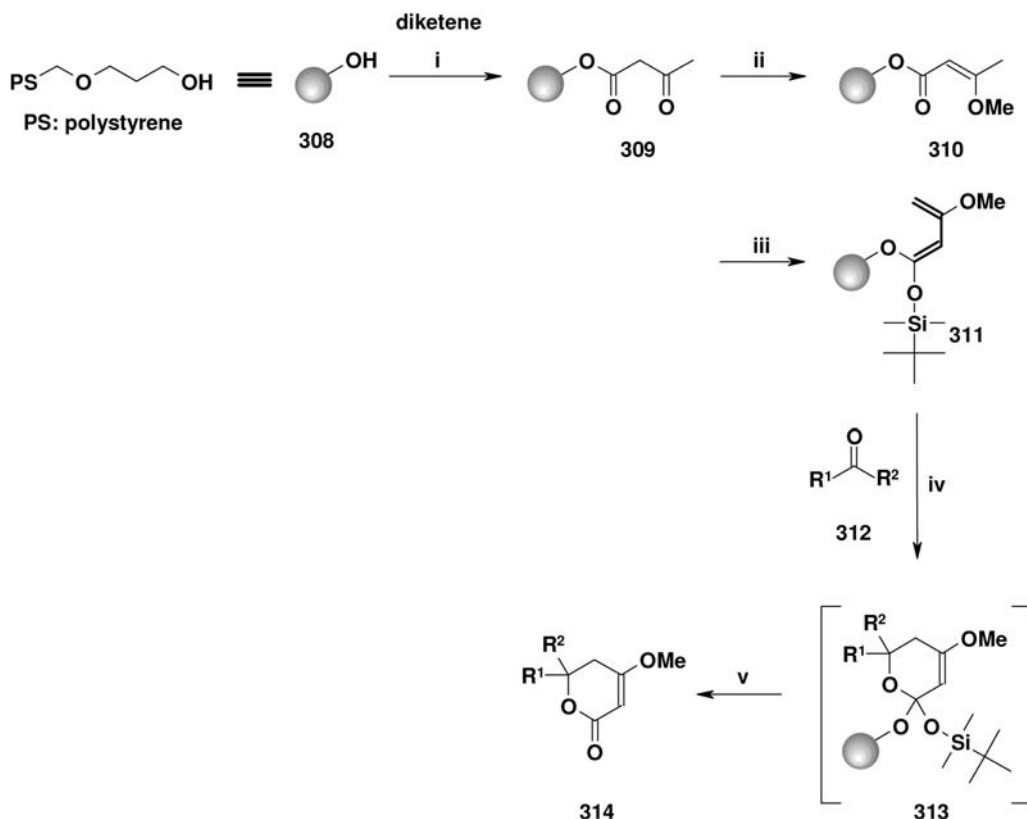 diketene
PS O OH OH i O O O ii O O OMe
PS: polystyrene
308 309 310
OMe
iii O
O
Si 311
O
R¹ R² iv
312
R² OMe
R¹ O
O O Si
R² OMe
R¹ v
O O
314 313